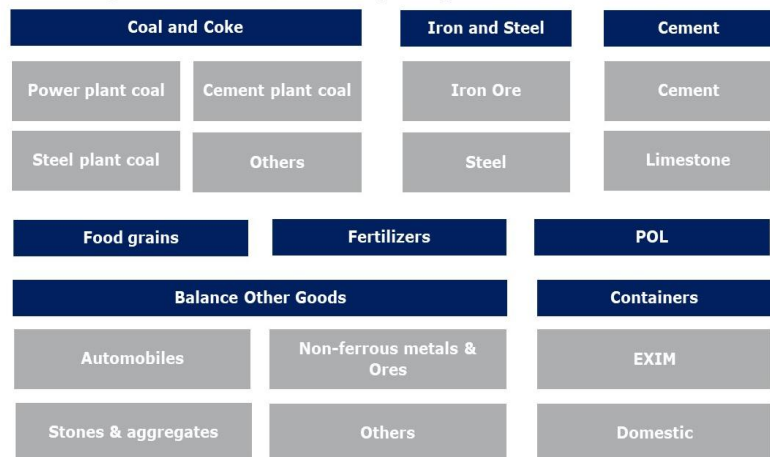 Coal and Coke
Iron and Steel
Cement
Power plant coal
Cement plant coal
Iron Ore
Cement
Steel plant coal
Others
Steel
Limestone
Food grains
Fertilizers
POL
Balance Other Goods
Containers
Automobiles
Non-ferrous metals &
Ores
EXIM
Stones & aggregates
Others
Domestic